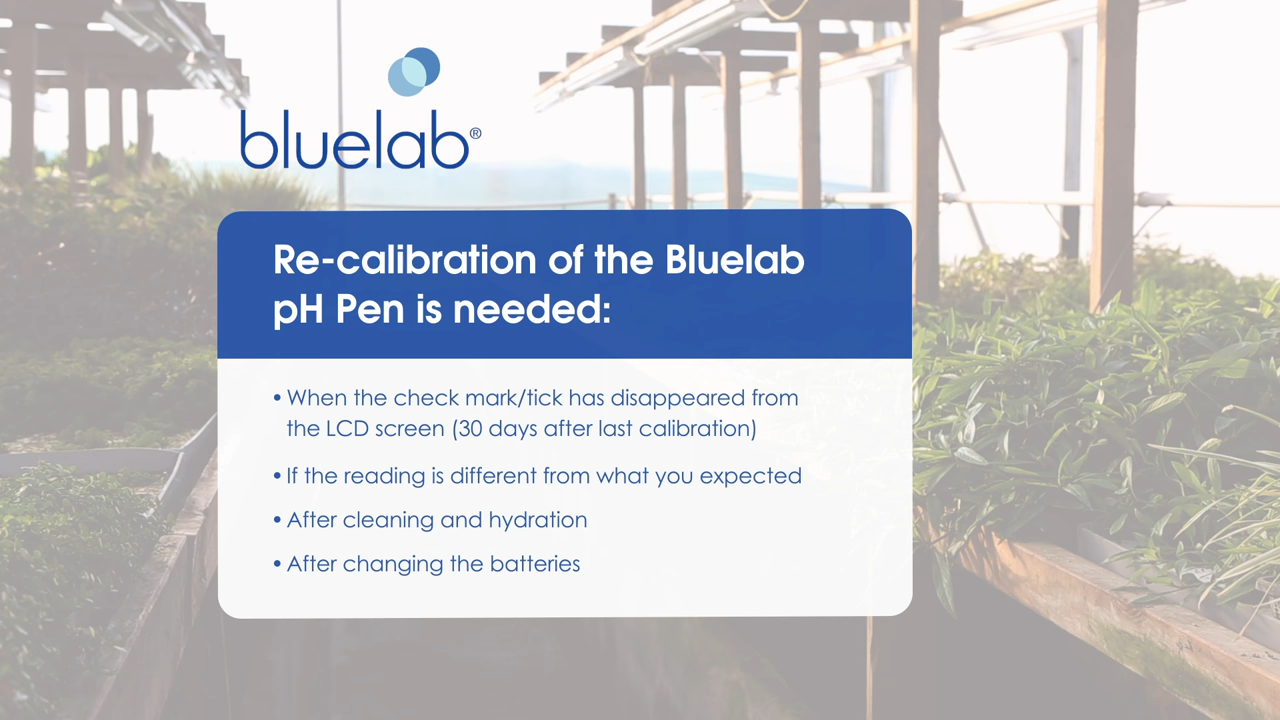 bluelab®
Re-calibration of the Bluelab
pH Pen is needed:
• When the check mark/tick has disappeared from
the LCD screen (30 days after last calibration)
• If the reading is different from what you expected
• After cleaning and hydration
• After changing the batteries